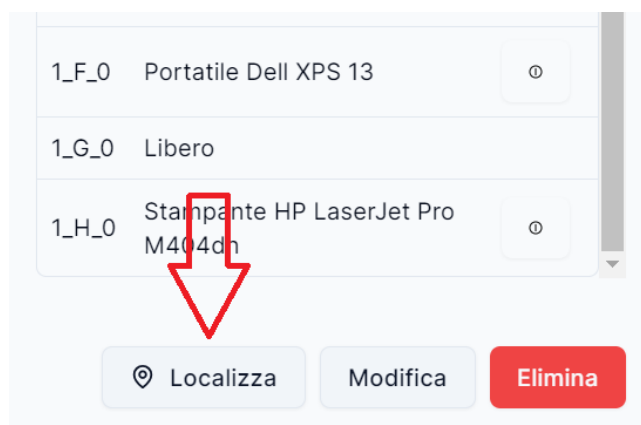 1_F_0 Portatile Dell XPS 13
1_G_0 Libero
1_H_0 Stampante HP LaserJet Pro
M404dn
Localizza Modifica Elimina